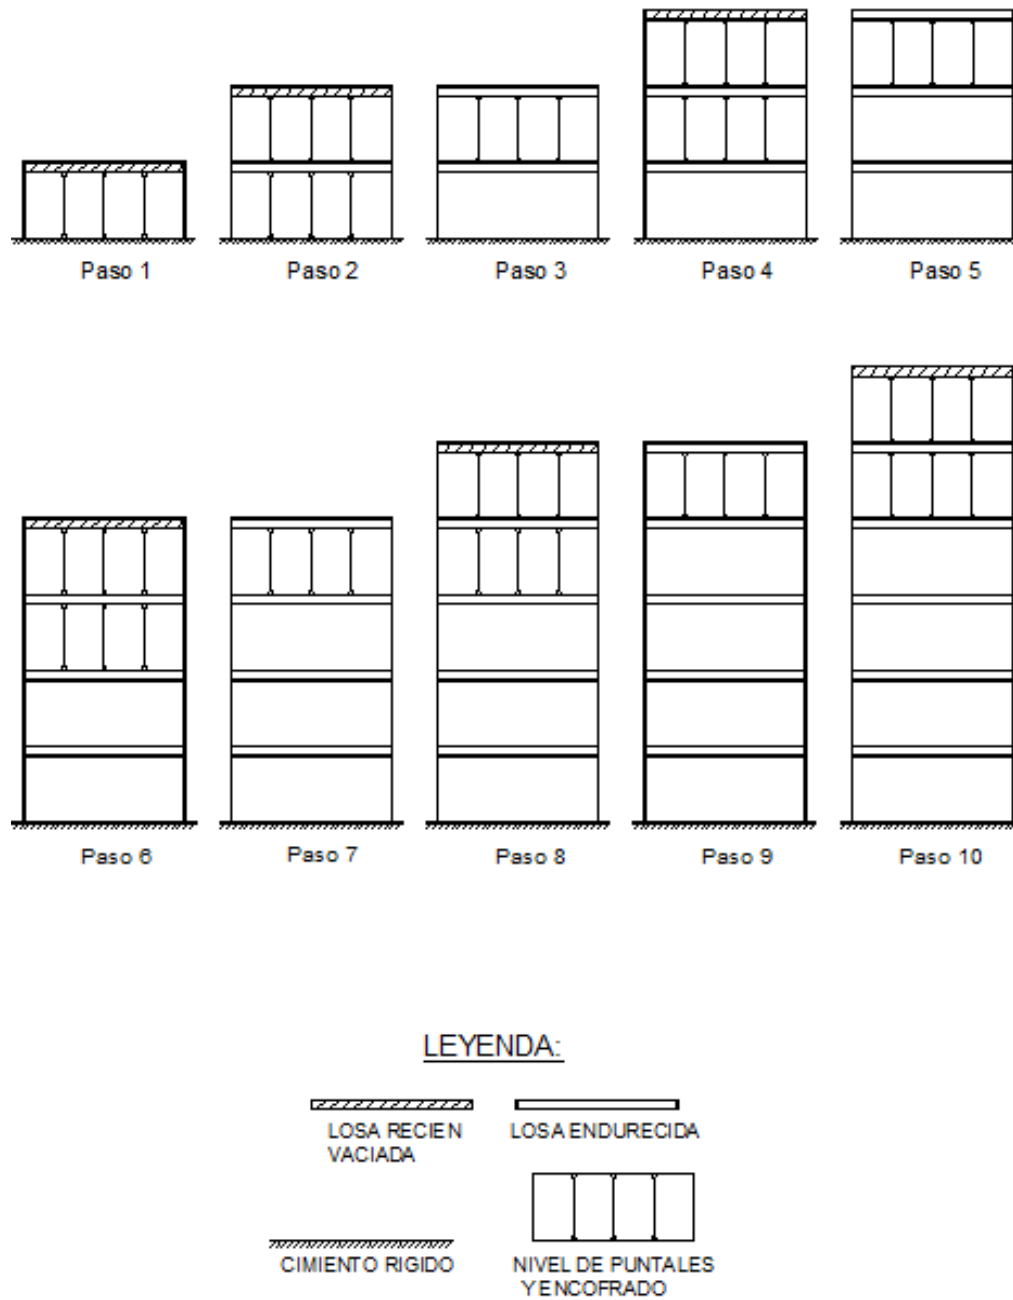 Paso 1
Paso 2
Paso 3
Paso 4
Paso 5
Paso 6
Paso 7
Paso 8
Paso 9
Paso 10
LEYENDA:
LOSA RECIEN
VACIADA
LOSA ENDURECIDA
CIMIENTO RIGIDO
NIVEL DE PUNTALES
Y ENCOFRADO